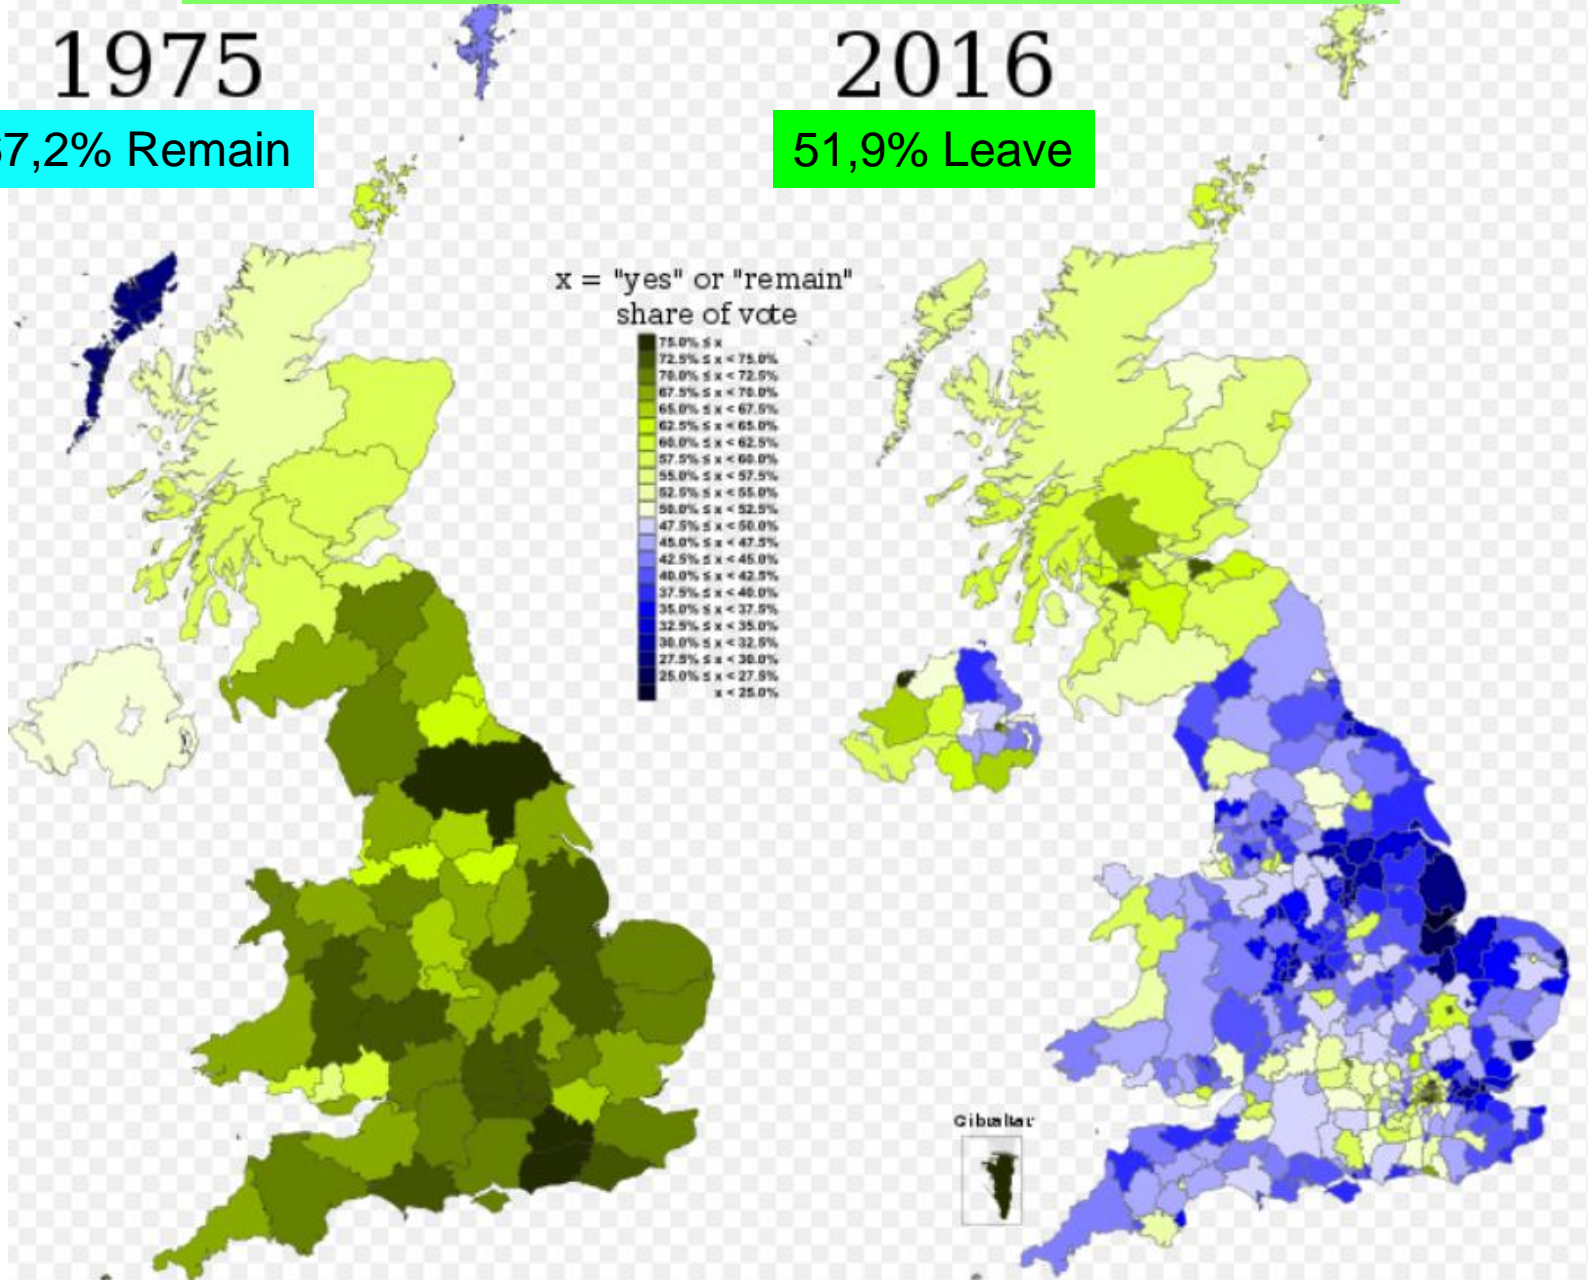 1975
2016
67,2% Remain
51,9% Leave
x = "yes" or "remain"
share of vote
75.0% ≤ x
72.5% ≤ x < 75.0%
70.0% ≤ x < 72.5%
67.5% ≤ x < 70.0%
65.0% ≤ x < 67.5%
62.5% ≤ x < 65.0%
60.0% ≤ x < 62.5%
57.5% ≤ x < 60.0%
55.0% ≤ x < 57.5%
52.5% ≤ x < 55.0%
50.0% ≤ x < 52.5%
47.5% ≤ x < 50.0%
45.0% ≤ x < 47.5%
42.5% ≤ x < 45.0%
40.0% ≤ x < 42.5%
37.5% ≤ x < 40.0%
35.0% ≤ x < 37.5%
32.5% ≤ x < 35.0%
30.0% ≤ x < 32.5%
27.5% ≤ x < 30.0%
25.0% ≤ x < 27.5%
x < 25.0%
Gibraltar